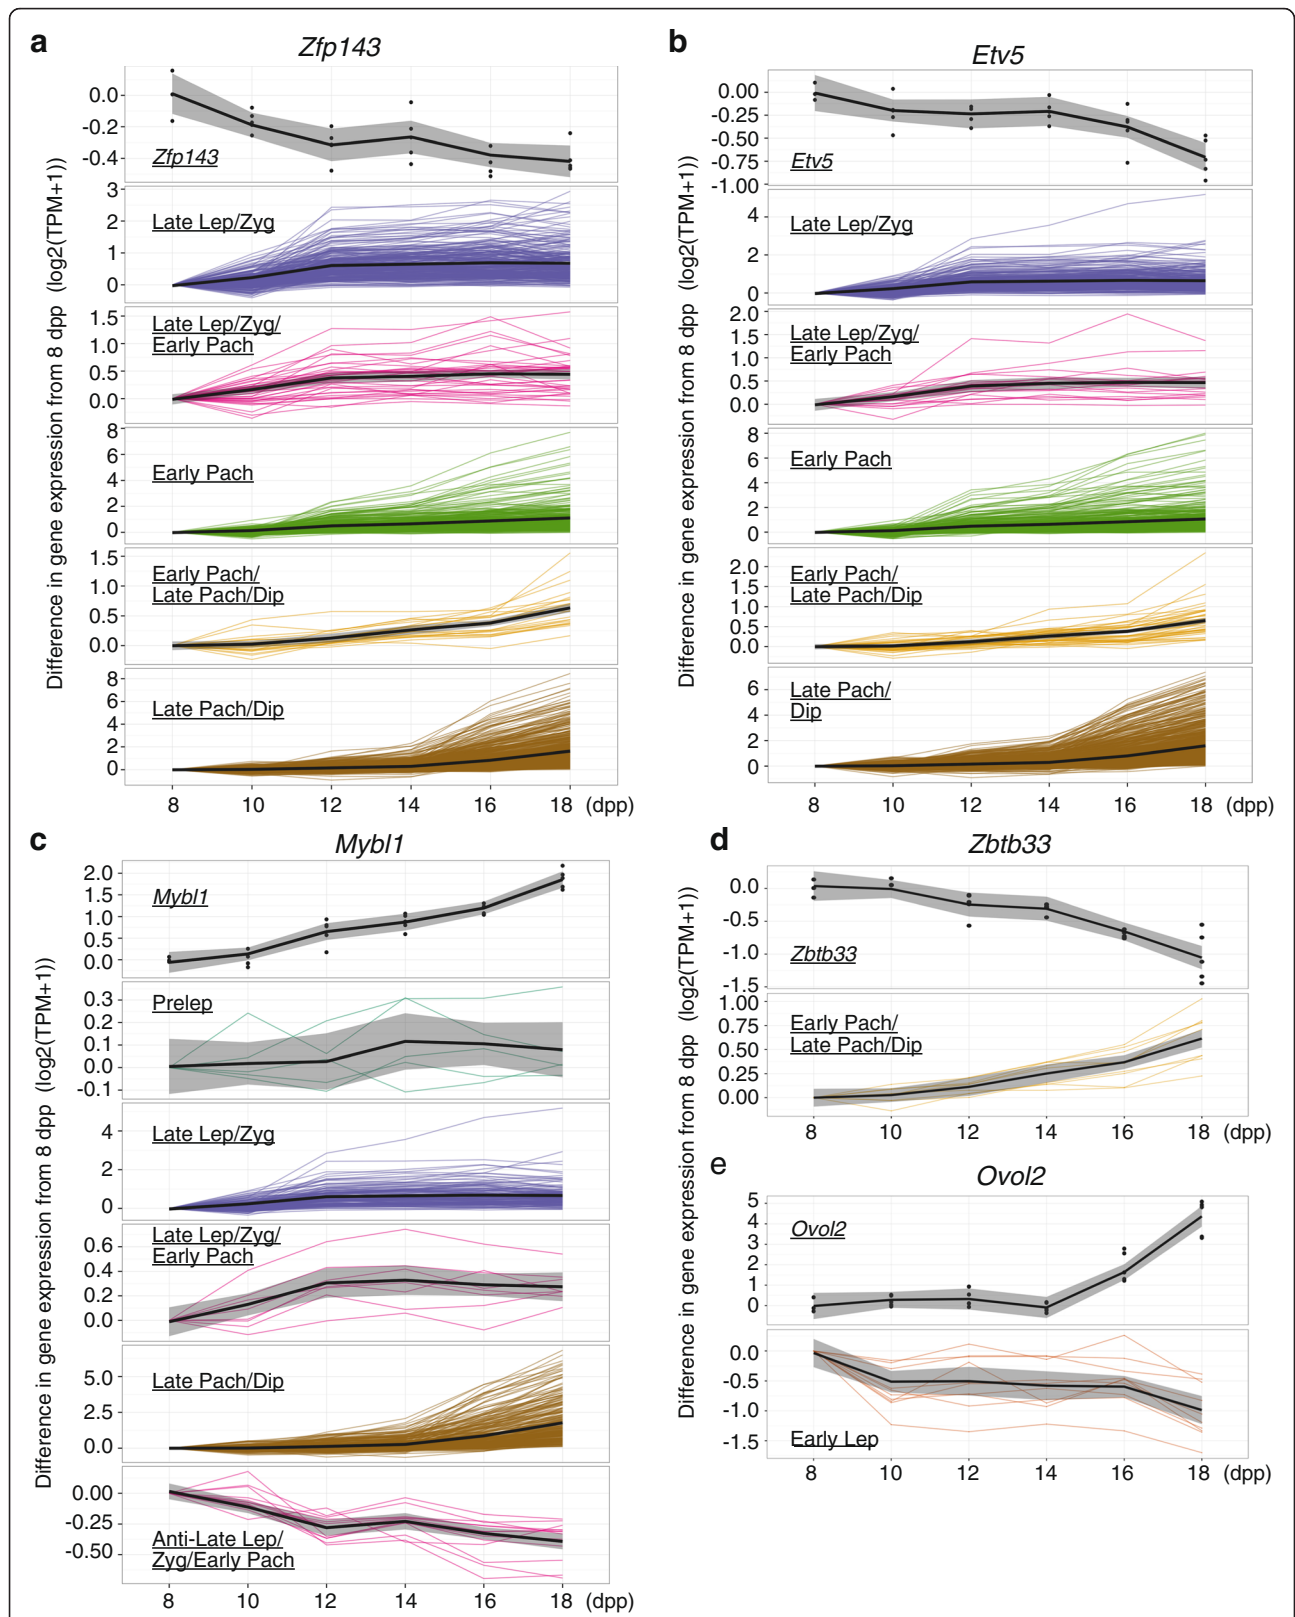 a
Zfp143
Difference in gene expression from 8 dpp (log2(TPM+1))
0.0
-0.2
-0.4
Zfp143
3
2
1
0
Late Lep/Zyg
1.5
1.0
0.5
0.0
Late Lep/Zyg/
Early Pach
8
6
4
2
0
Early Pach
1.5
1.0
0.5
0.0
Early Pach/
Late Pach/Dip
8
6
4
2
0
Late Pach/Dip
8 10 12 14 16 18 (dpp)
b
Etv5
Difference in gene expression from 8 dpp (log2(TPM+1))
0.00
-0.25
-0.50
-0.75
-1.00
Etv5
4
2
0
Late Lep/Zyg
2.0
1.5
1.0
0.5
0.0
Late Lep/Zyg/
Early Pach
8
6
4
2
0
Early Pach
2.0
1.5
1.0
0.5
0.0
Early Pach/
Late Pach/Dip
6
4
2
0
Late Pach/
Dip
8 10 12 14 16 18 (dpp)
c
Mybl1
Difference in gene expression from 8 dpp (log2(TPM+1))
2.0
1.5
1.0
0.5
0.0
Mybl1
0.3
0.2
0.1
0.0
-0.1
Prelep
4
2
0
Late Lep/Zyg
0.6
0.4
0.2
0.0
Late Lep/Zyg/
Early Pach
5.0
2.5
0.0
Late Pach/Dip
0.00
-0.25
-0.50
Anti-Late Lep/
Zyg/Early Pach
8 10 12 14 16 18 (dpp)
d
Zbtb33
Difference in gene expression from 8 dpp (log2(TPM+1))
0.0
-0.5
-1.0
-1.5
Zbtb33
1.00
0.75
0.50
0.25
0.00
Early Pach/
Late Pach/Dip
8 10 12 14 16 18 (dpp)
e
Ovol2
5
4
3
2
1
0
Ovol2
0.0
-0.5
-1.0
-1.5
Early Lep
8 10 12 14 16 18 (dpp)